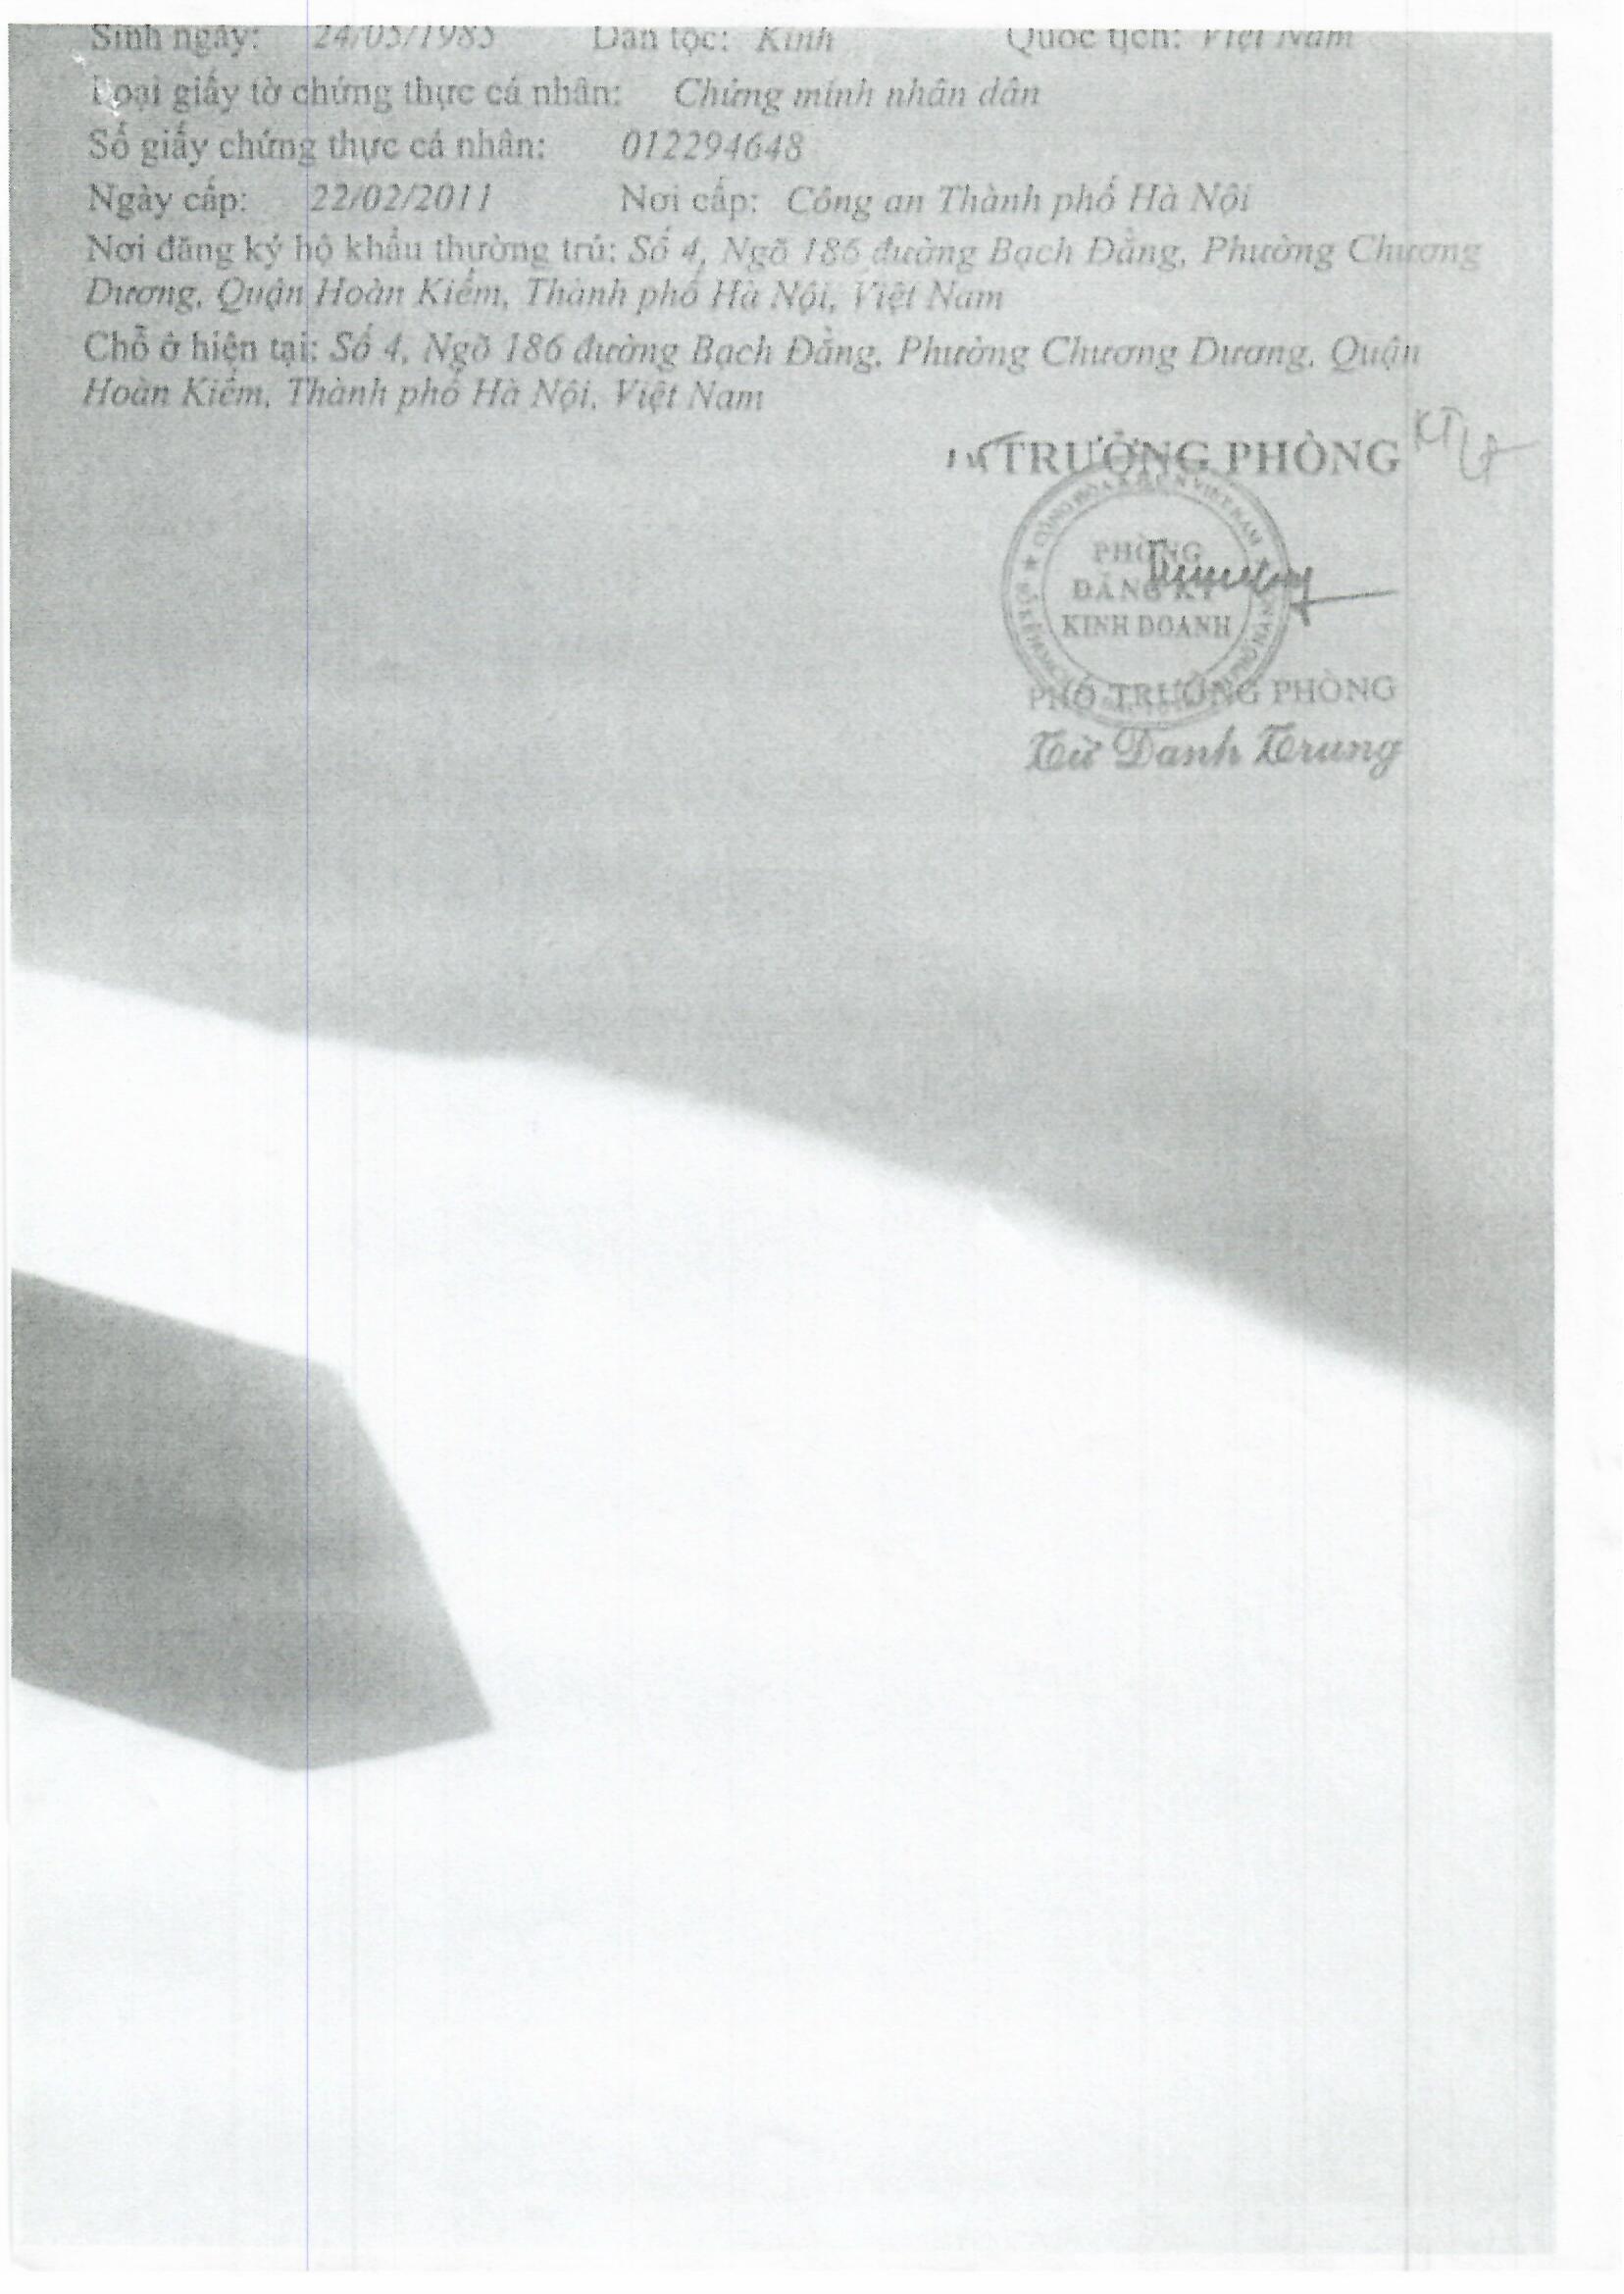 Sinh ngày: 24/05/1985 Dân tộc: Kinh Quốc tịch: Việt Nam
Loại giấy tờ chứng thực cá nhân: Chứng minh nhân dân
Số giấy chứng thực cá nhân: 012294648
Ngày cấp: 22/02/2011 Nơi cấp: Công an Thành phố Hà Nội
Nơi đăng ký hộ khẩu thường trú: Số 4, Ngõ 186 đường Bạch Đằng, Phường Chương
Dương, Quận Hoàn Kiếm, Thành phố Hà Nội, Việt Nam
Chỗ ở hiện tại: Số 4, Ngõ 186 đường Bạch Đằng, Phường Chương Dương, Quận
Hoàn Kiếm, Thành phố Hà Nội, Việt Nam
TRƯỞNG PHÒNG
PHÒNG
ĐĂNG KÝ
KINH DOANH
PHÓ TRƯỞNG PHÒNG
Từ Danh Trung